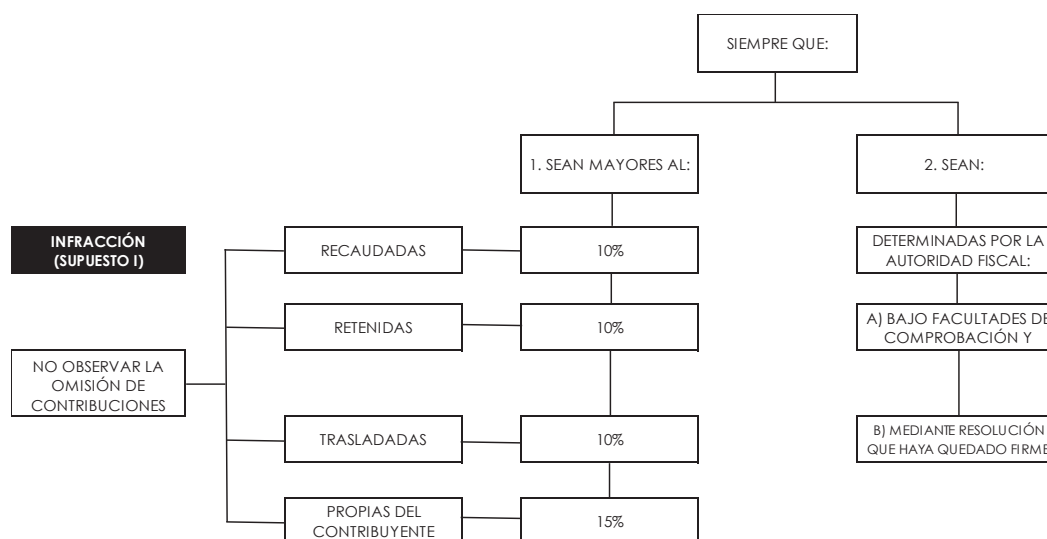 SIEMPRE QUE:
1. SEAN MAYORES AL:
2. SEAN:
INFRACCIÓN
(SUPUESTO I)
RECAUDADAS
10%
DETERMINADAS POR LA
AUTORIDAD FISCAL:
RETENIDAS
10%
A) BAJO FACULTADES DE
COMPROBACIÓN Y
NO OBSERVAR LA
OMISIÓN DE
CONTRIBUCIONES
TRASLADADAS
10%
B) MEDIANTE RESOLUCIÓN
QUE HAYA QUEDADO FIRME
PROPIAS DEL
CONTRIBUYENTE
15%